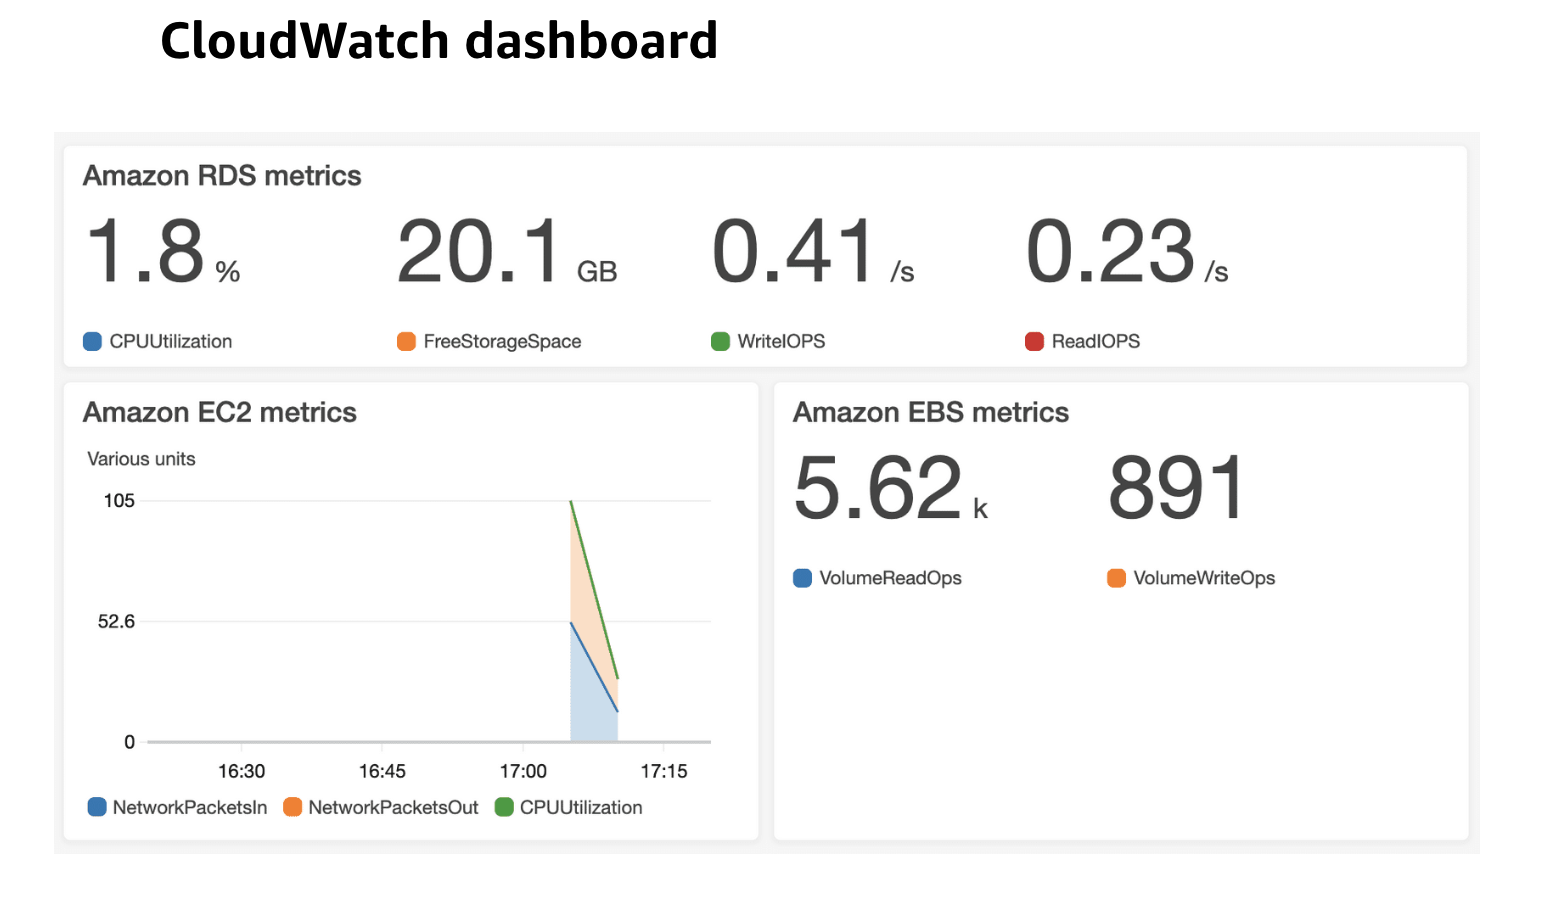 CloudWatch dashboard
Amazon RDS metrics
1.8 % 20.1 GB 0.41 /s 0.23 /s
CPUUtilization FreeStorageSpace WriteIOPS ReadIOPS
Amazon EC2 metrics
Various units
105
52.6
0
16:30 16:45 17:00 17:15
NetworkPacketsIn NetworkPacketsOut CPUUtilization
Amazon EBS metrics
5.62 k 891
VolumeReadOps VolumeWriteOps